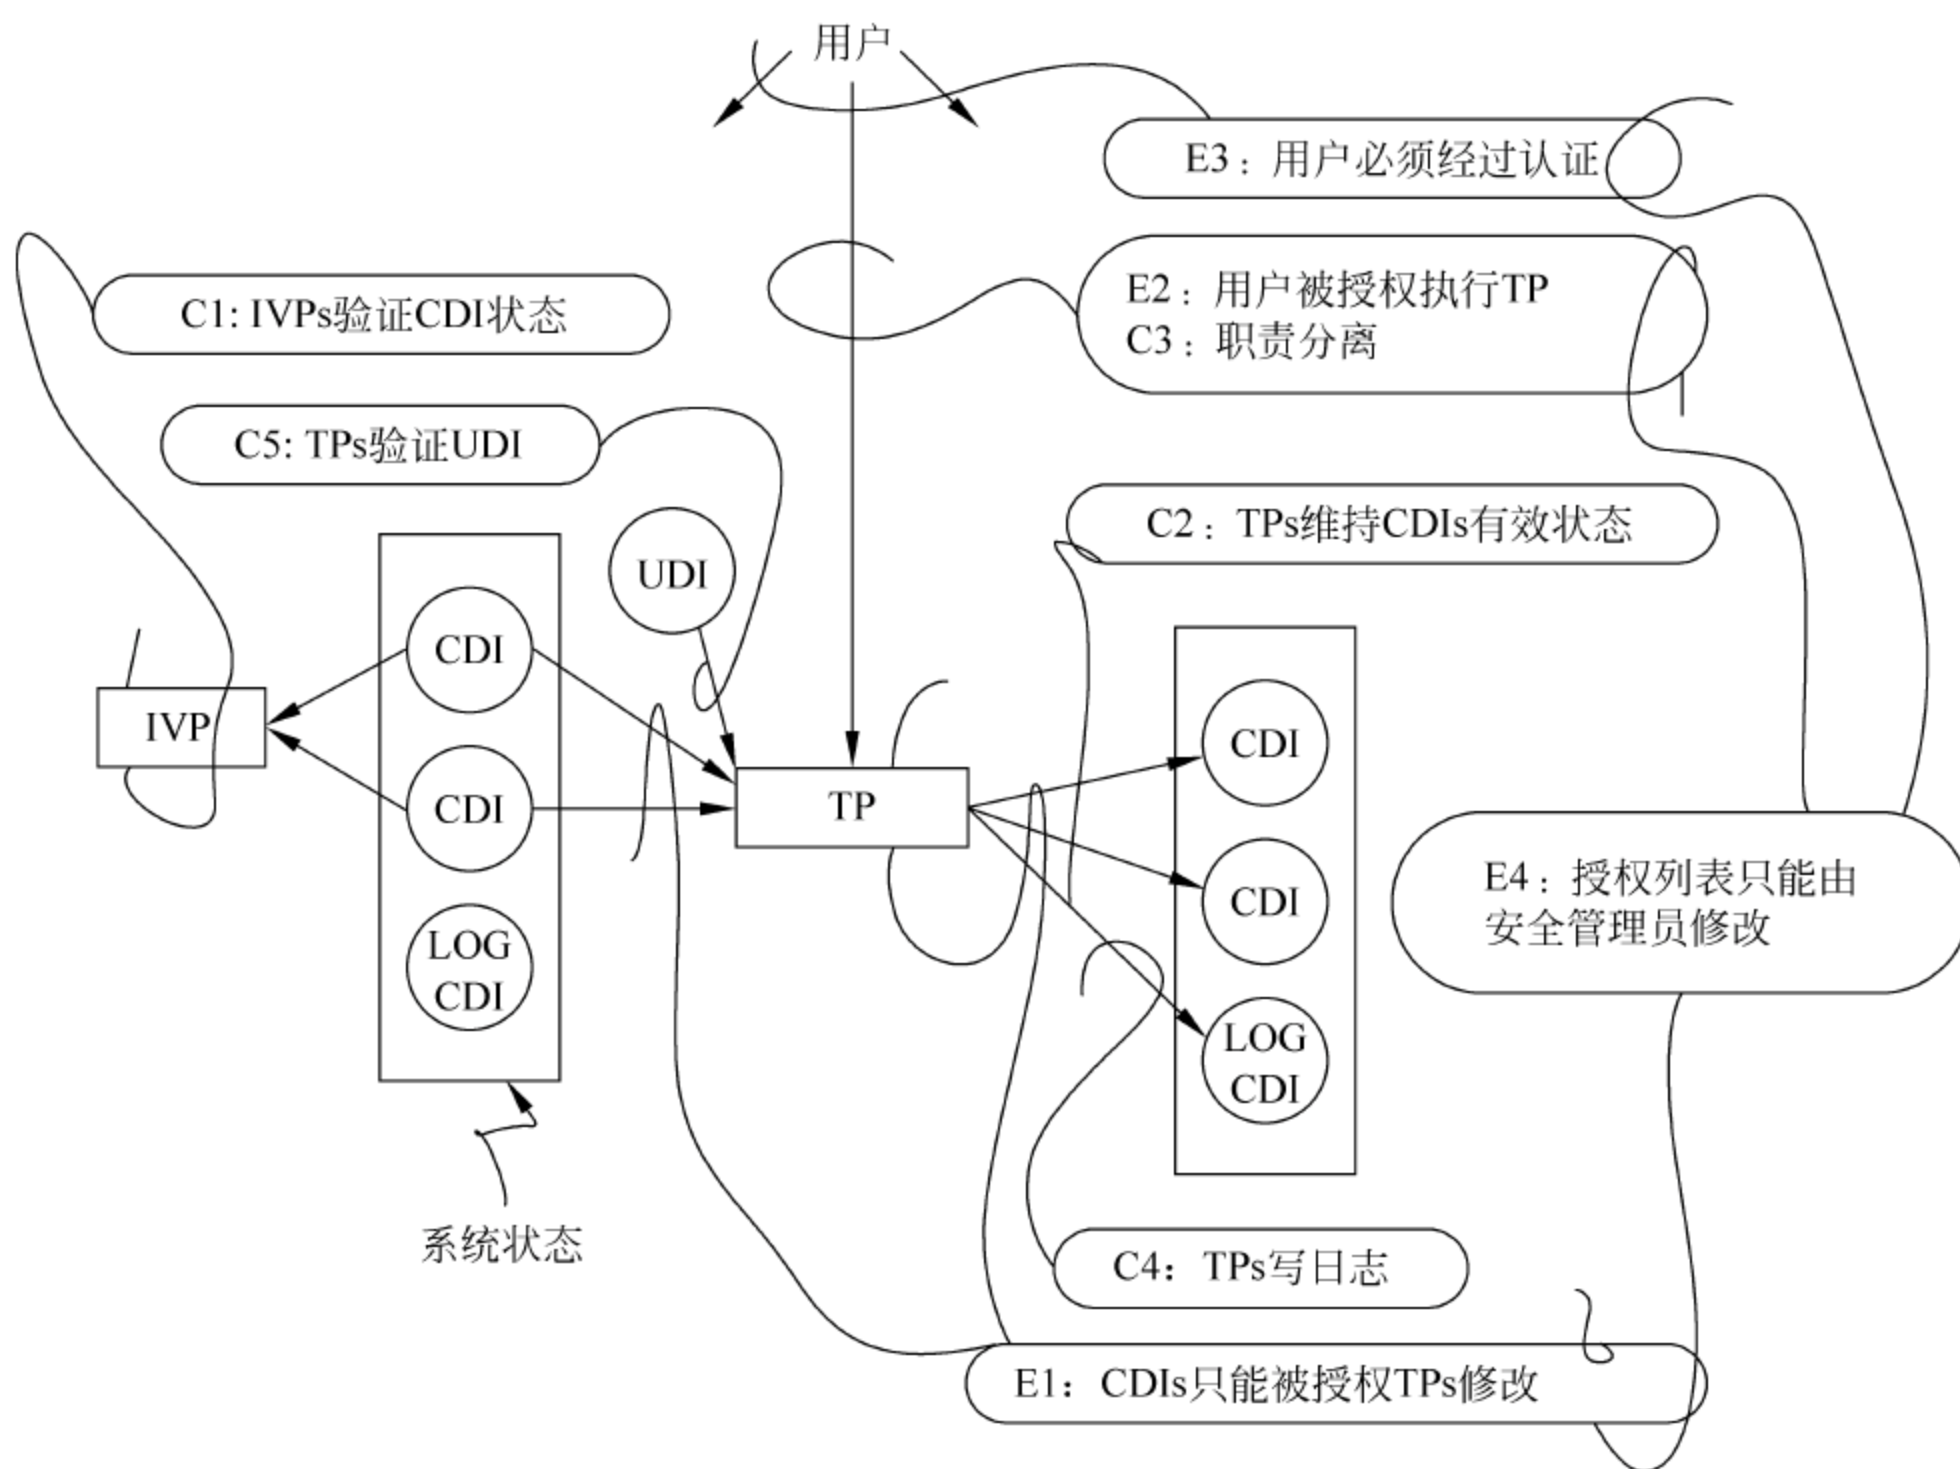 用户
E3：用户必须经过认证
E2：用户被授权执行TP
C3：职责分离
C1: IVPs验证CDI状态
C5: TPs验证UDI
C2：TPs维持CDIs有效状态
UDI
CDI
IVP
CDI
TP
CDI
CDI
E4：授权列表只能由
安全管理员修改
LOG
CDI
LOG
CDI
系统状态
C4：TPs写日志
E1：CDIs只能被授权TPs修改